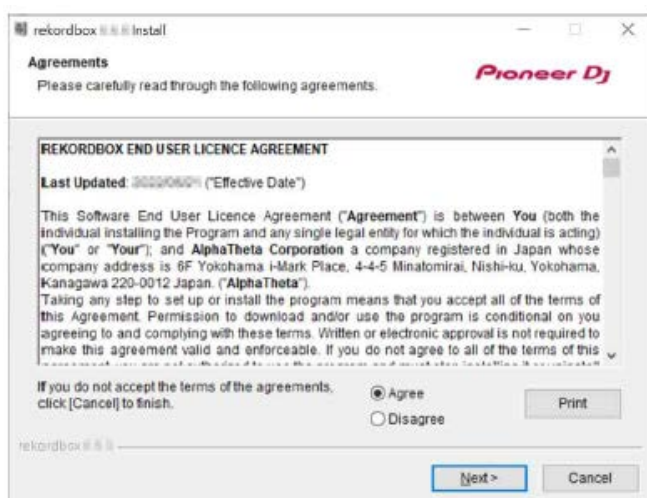 rekordbox Install
Agreements
Please carefully read through the following agreements.
Pioneer Dj
REKORDBOX END USER LICENCE AGREEMENT
Last Updated: ("Effective Date")
This Software End User Licence Agreement ("Agreement") is between You (both the
individual installing the Program and any single legal entity for which the individual is acting)
("You" or "Your"); and AlphaTheta Corporation a company registered in Japan whose
company address is 6F Yokohama i-Mark Place, 4-4-5 Minatomirai, Nishi-ku, Yokohama,
Kanagawa 220-0012 Japan. ("AlphaTheta").
Taking any step to set up or install the program means that you accept all of the terms of
this Agreement. Permission to download and/or use the program is conditional on you
agreeing to and complying with these terms. Written or electronic approval is not required to
make this agreement valid and enforceable. If you do not agree to all of the terms of this
If you do not accept the terms of the agreements,
click [Cancel] to finish.
Agree
Disagree
Print
rekordbox
Next >
Cancel